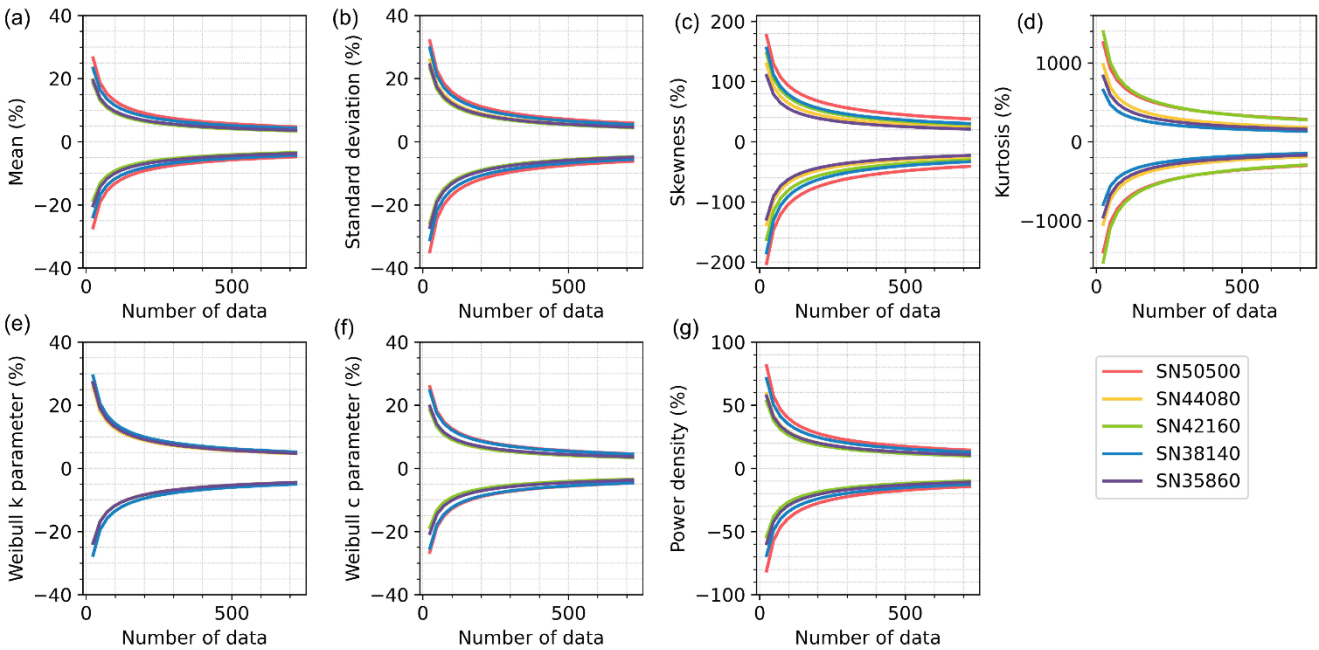 (a)
40
20
0
−20
−40
Mean (%)
0
500
Number of data
(b)
40
20
0
−20
−40
Standard deviation (%)
0
500
Number of data
(c)
200
100
0
−100
−200
Skewness (%)
0
500
Number of data
(d)
1000
0
−1000
Kurtosis (%)
0
500
Number of data
(e)
40
20
0
−20
−40
Weibull k parameter (%)
0
500
Number of data
(f)
40
20
0
−20
−40
Weibull c parameter (%)
0
500
Number of data
(g)
100
50
0
−50
−100
Power density (%)
0
500
Number of data
SN50500
SN44080
SN42160
SN38140
SN35860